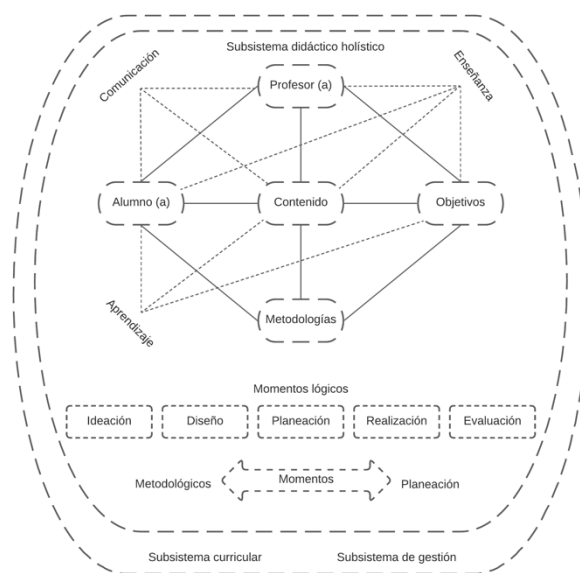 Subsistema didáctico holístico
Comunicación
Enseñanza
Profesor (a)
Alumno (a)
Contenido
Objetivos
Aprendizaje
Metodologías
Momentos lógicos
Ideación
Diseño
Planeación
Realización
Evaluación
Metodológicos
Momentos
Planeación
Subsistema curricular
Subsistema de gestión